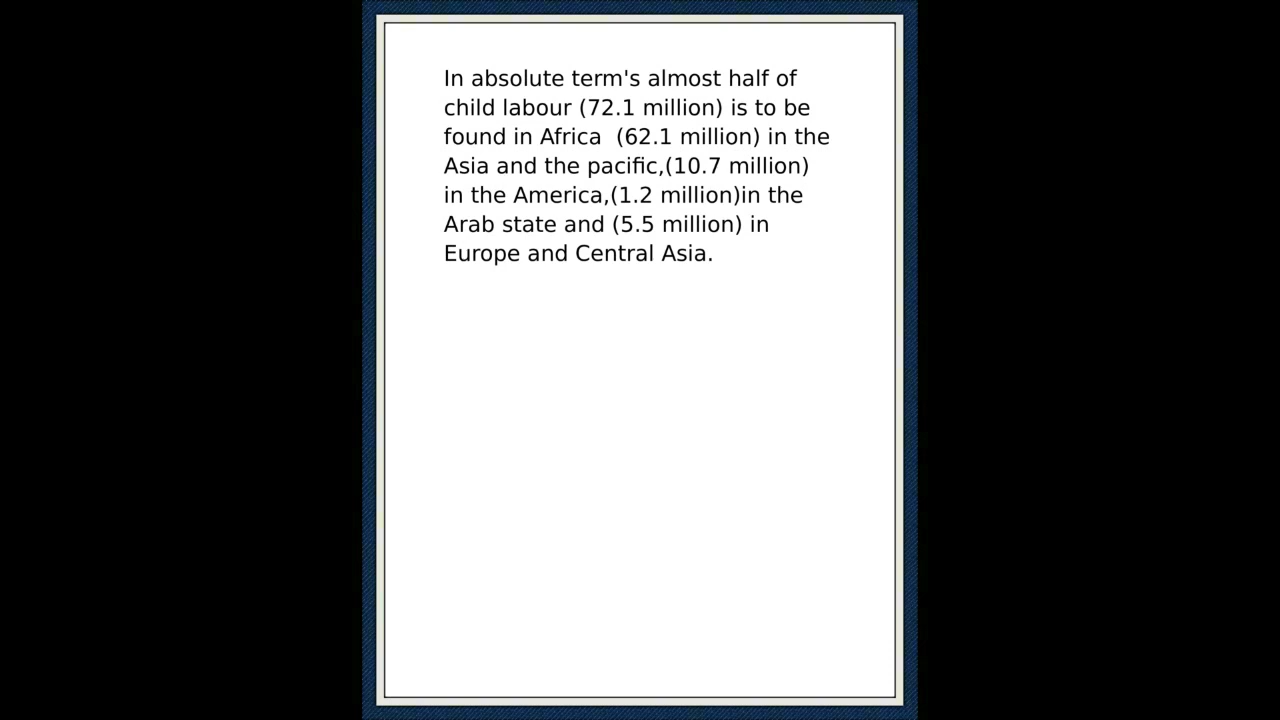 In absolute term's almost half of
child labour (72.1 million) is to be
found in Africa  (62.1 million) in the
Asia and the pacific,(10.7 million)
in the America,(1.2 million)in the
Arab state and (5.5 million) in
Europe and Central Asia.